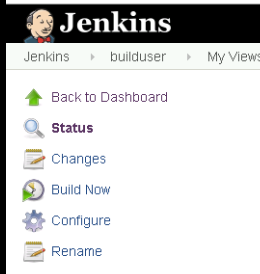 Jenkins
Jenkins builduser My Views
Back to Dashboard
Status
Changes
Build Now
Configure
Rename